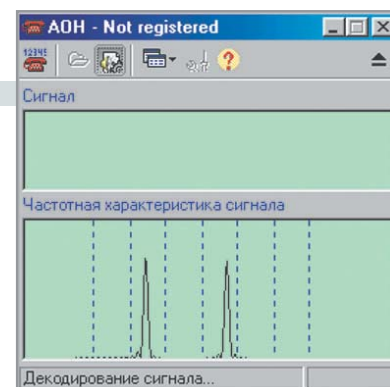 АОН - Not registered
12345
Сигнал
Частотная характеристика сигнала
Декодирование сигнала...